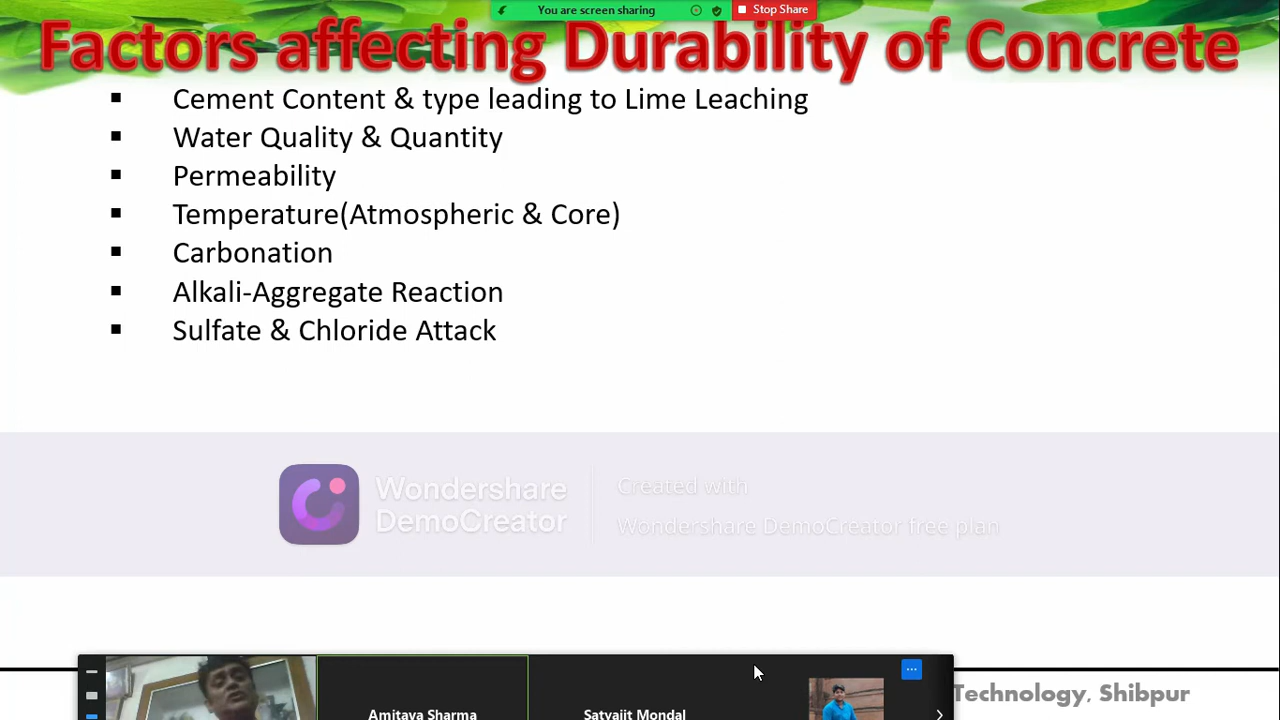 You are screen sharing
Stop Share
Factors affecting Durability of Concrete
▪ Cement Content & type leading to Lime Leaching
▪ Water Quality & Quantity
▪ Permeability
▪ Temperature(Atmospheric & Core)
▪ Carbonation
▪ Alkali-Aggregate Reaction
▪ Sulfate & Chloride Attack
Wondershare
DemoCreator
Created with
Wondershare DemoCreator free plan
Technology, Shibpur
Amitava Sharma
Satyajit Mondal